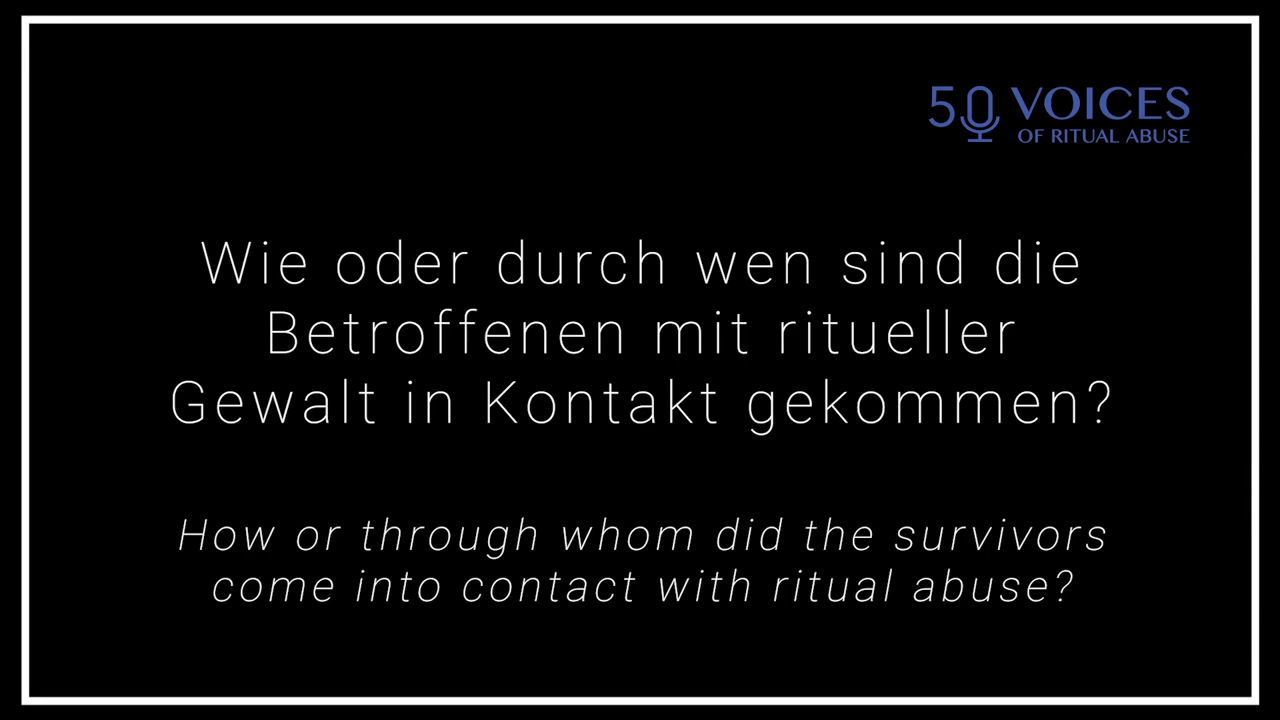 50 VOICES
OF RITUAL ABUSE
Wie oder durch wen sind die
Betroffenen mit ritueller
Gewalt in Kontakt gekommen?
How or through whom did the survivors
come into contact with ritual abuse?